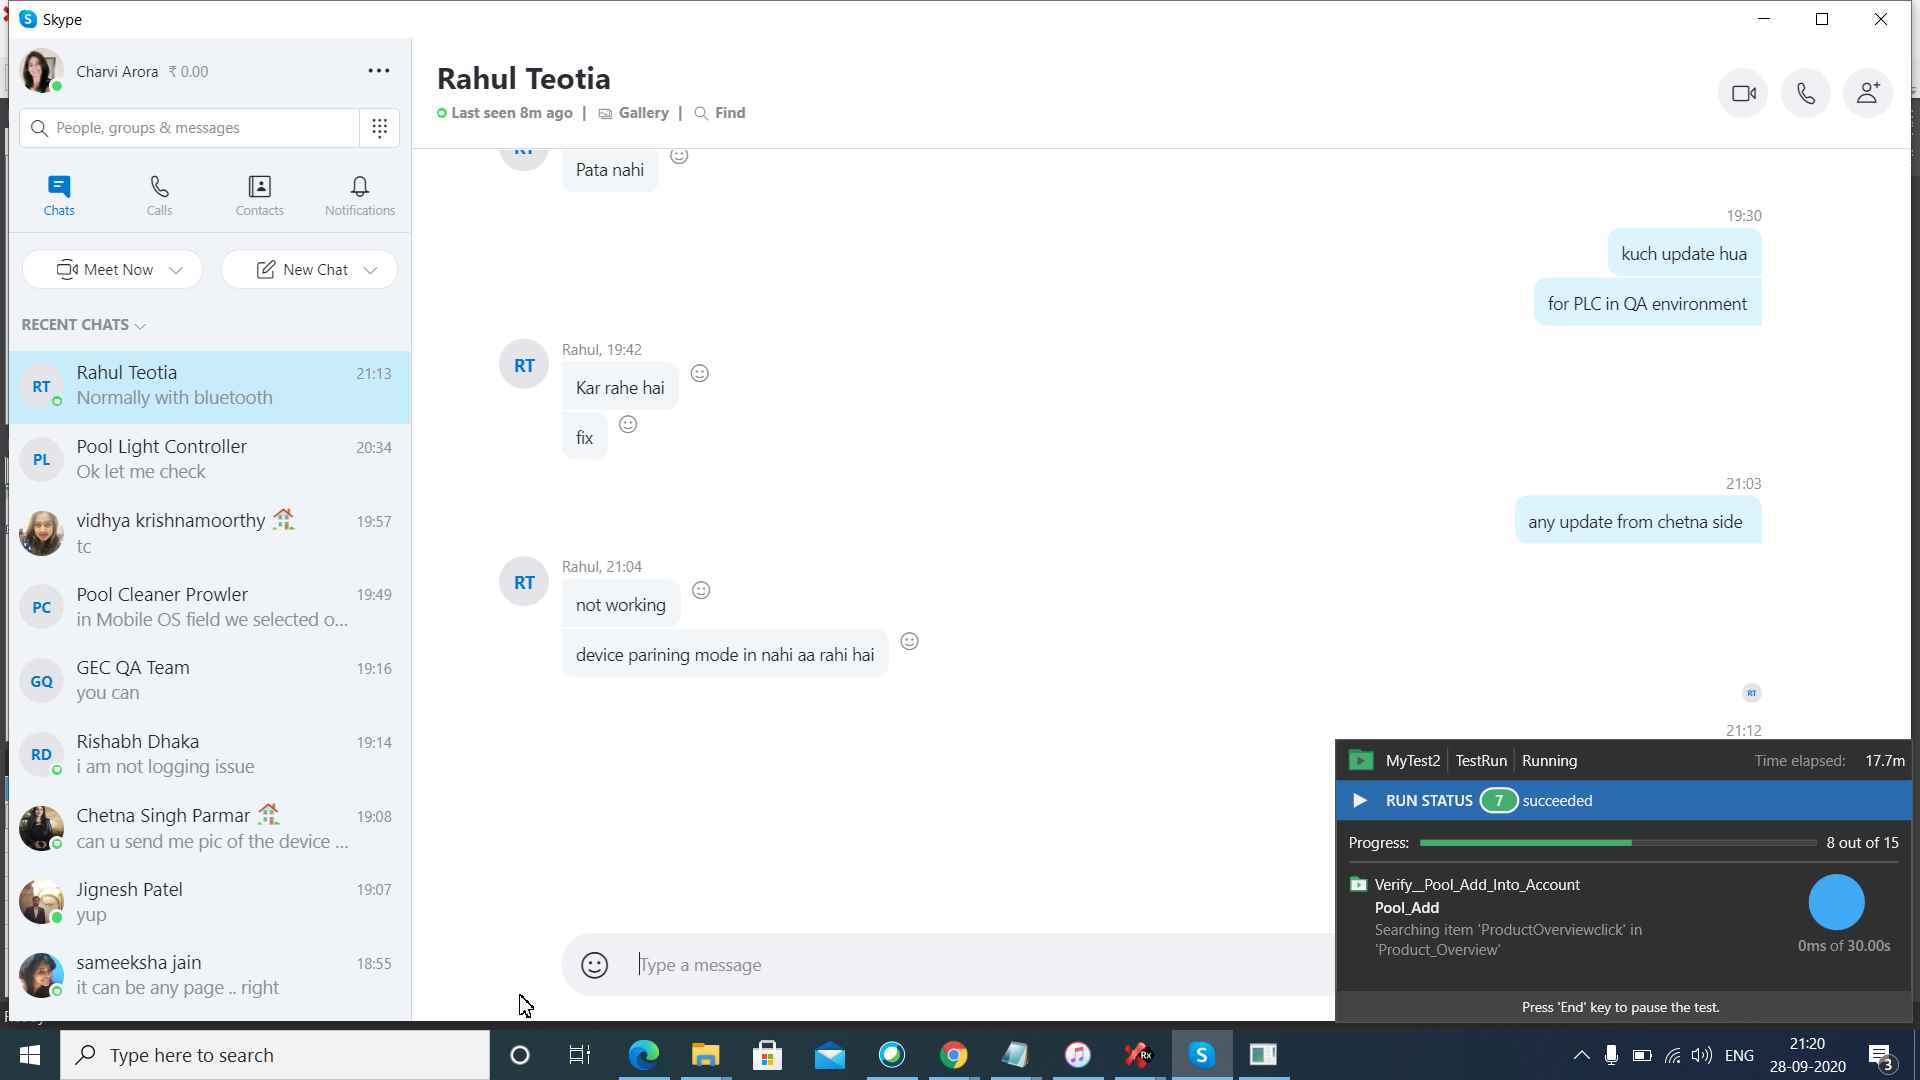 Skype
Charvi Arora ₹ 0.00
People, groups & messages
Chats
Calls
Contacts
Notifications
Meet Now
New Chat
RECENT CHATS
RT
Rahul Teotia
21:13
Normally with bluetooth
PL
Pool Light Controller
20:34
Ok let me check
vidhya krishnamoorthy
19:57
tc
PC
Pool Cleaner Prowler
19:49
in Mobile OS field we selected o...
GQ
GEC QA Team
19:16
you can
RD
Rishabh Dhaka
19:14
i am not logging issue
Chetna Singh Parmar
19:08
can u send me pic of the device ...
Jignesh Patel
19:07
yup
sameeksha jain
18:55
it can be any page .. right
Rahul Teotia
Last seen 8m ago | Gallery | Find
Pata nahi
19:30
kuch update hua
for PLC in QA environment
RT
Rahul, 19:42
Kar rahe hai
fix
21:03
any update from chetna side
RT
Rahul, 21:04
not working
device parining mode in nahi aa rahi hai
RT
21:12
Type a message
MyTest2 TestRun Running
Time elapsed: 17.7m
RUN STATUS 7 succeeded
Progress: 8 out of 15
Verify__Pool_Add_Into_Account
Pool_Add
Searching item 'ProductOverviewclick' in
'Product_Overview'
0ms of 30.00s
Press 'End' key to pause the test.
Type here to search
Rx
ENG
21:20
28-09-2020
3